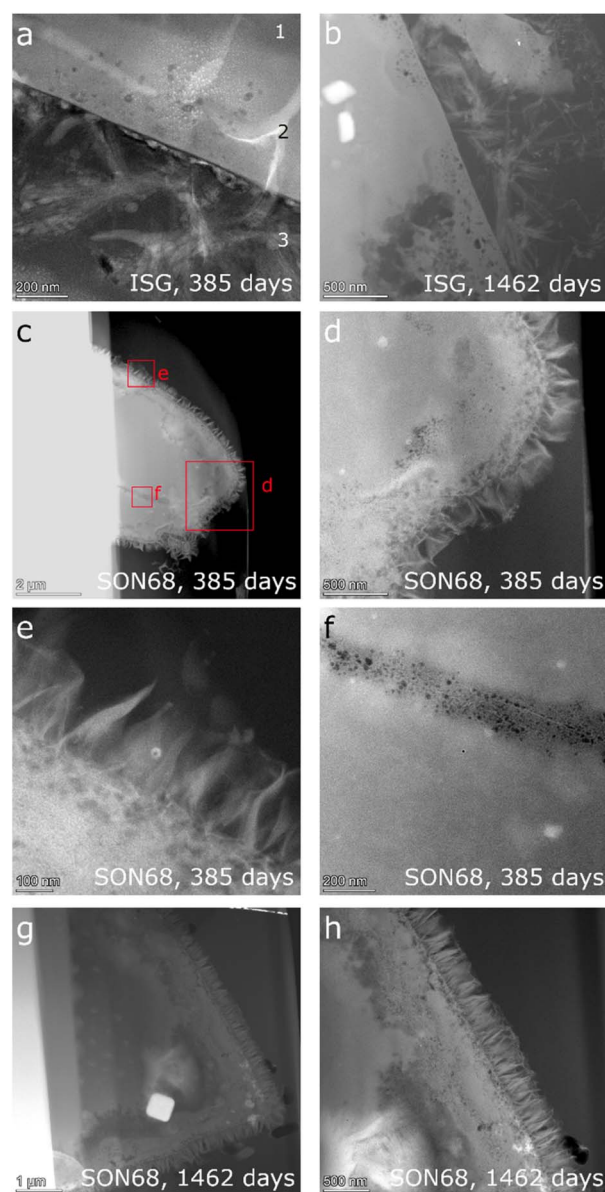 a
1
2
3
200 nm
ISG, 385 days
b
500 nm
ISG, 1462 days
c
e
f
d
2 µm
SON68, 385 days
d
500 nm
SON68, 385 days
e
100 nm
SON68, 385 days
f
200 nm
SON68, 385 days
g
1 µm
SON68, 1462 days
h
500 nm
SON68, 1462 days